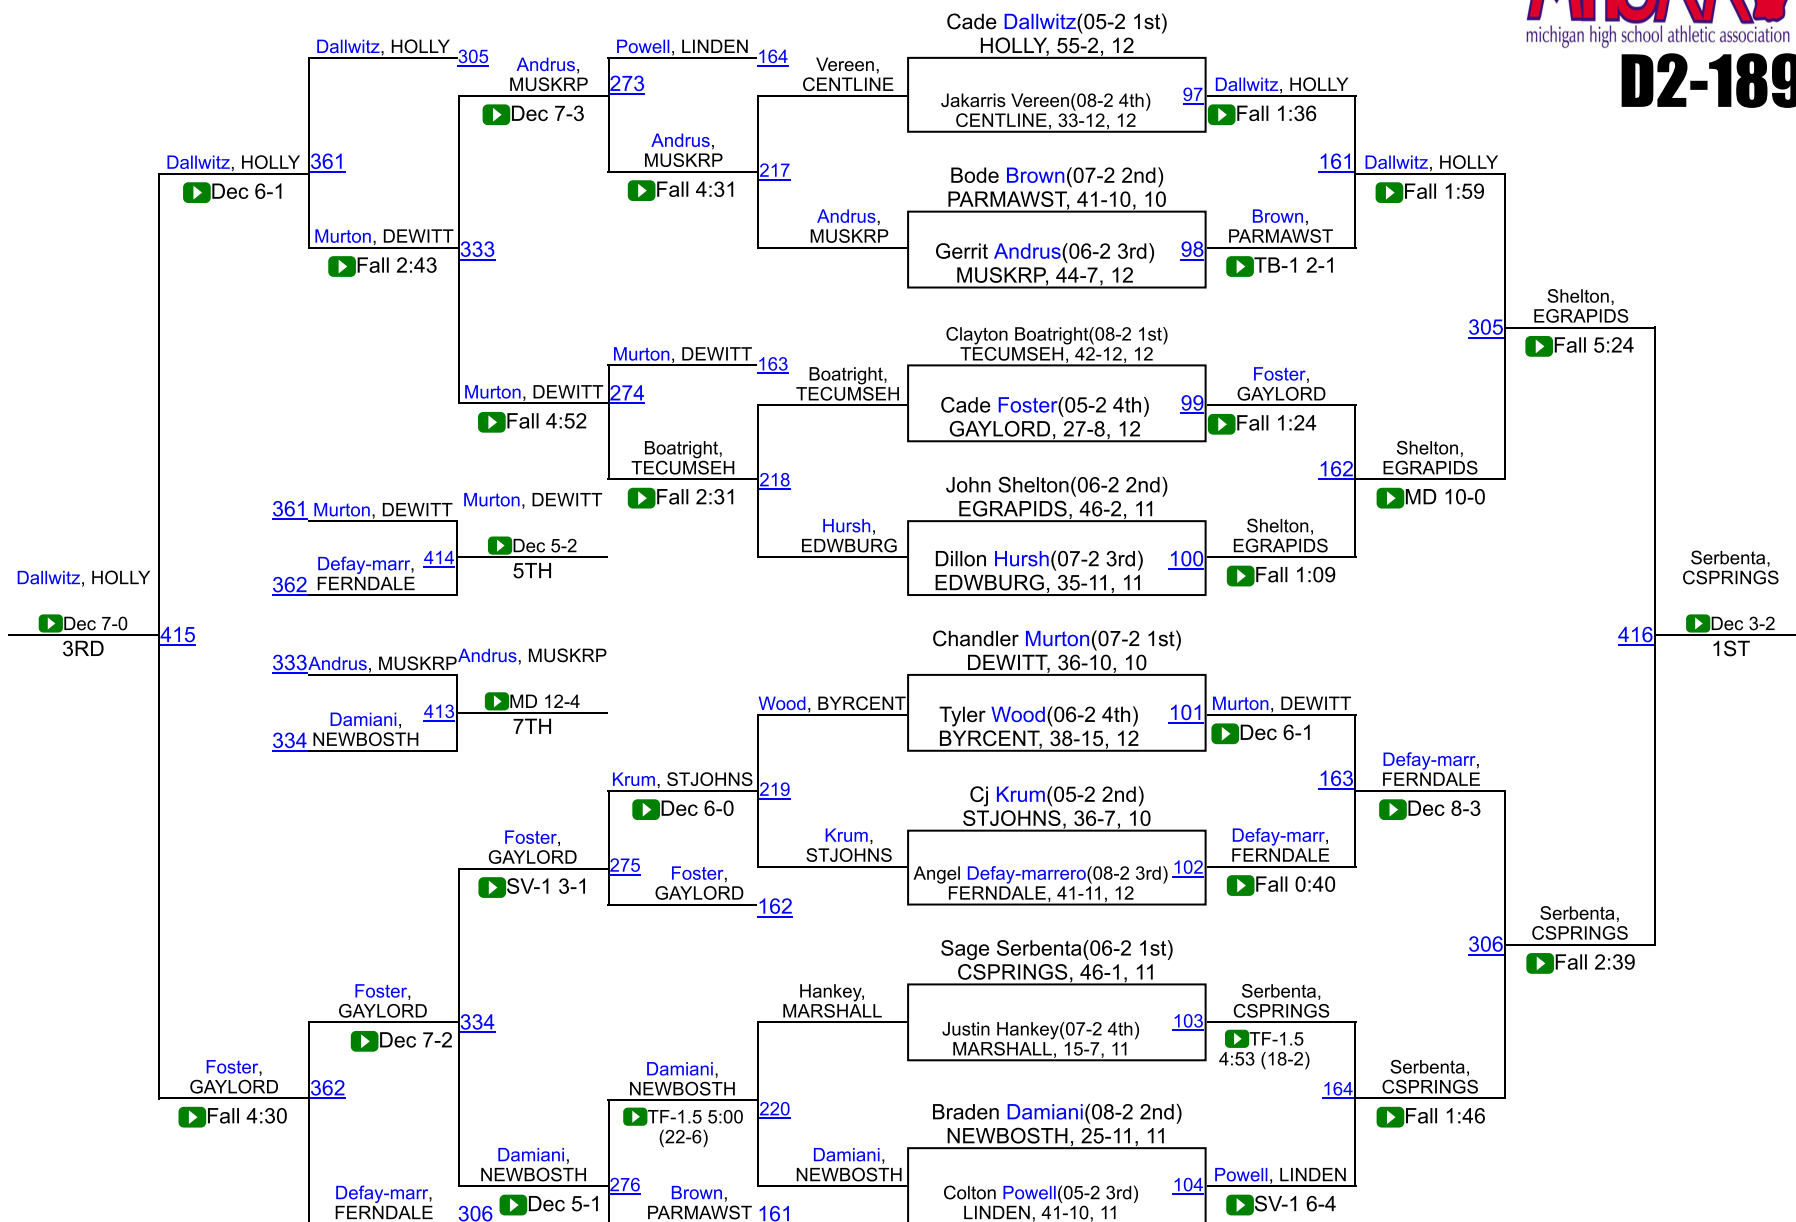 michigan high school athletic association
D2-189
Cade Dallwitz(05-2 1st)
HOLLY, 55-2, 12
Jakarris Vereen(08-2 4th)
CENTLINE, 33-12, 12
97
Bode Brown(07-2 2nd)
PARMAWST, 41-10, 10
Gerrit Andrus(06-2 3rd)
MUSKRP, 44-7, 12
98
Clayton Boatright(08-2 1st)
TECUMSEH, 42-12, 12
Cade Foster(05-2 4th)
GAYLORD, 27-8, 12
99
John Shelton(06-2 2nd)
EGRAPIDS, 46-2, 11
Dillon Hursh(07-2 3rd)
EDWBURG, 35-11, 11
100
Chandler Murton(07-2 1st)
DEWITT, 36-10, 10
Tyler Wood(06-2 4th)
BYRCENT, 38-15, 12
101
Cj Krum(05-2 2nd)
STJOHNS, 36-7, 10
Angel Defay-marrero(08-2 3rd)
FERNDALE, 41-11, 12
102
Sage Serbenta(06-2 1st)
CSPRINGS, 46-1, 11
Justin Hankey(07-2 4th)
MARSHALL, 15-7, 11
103
Braden Damiani(08-2 2nd)
NEWBOSTH, 25-11, 11
Colton Powell(05-2 3rd)
LINDEN, 41-10, 11
104
Dallwitz, HOLLY
Fall 1:36
Brown,
PARMAWST
TB-1 2-1
Foster,
GAYLORD
Fall 1:24
Shelton,
EGRAPIDS
Fall 1:09
Murton, DEWITT
Dec 6-1
Defay-marr,
FERNDALE
Fall 0:40
Serbenta,
CSPRINGS
TF-1.5
4:53 (18-2)
Powell, LINDEN
SV-1 6-4
161
Dallwitz, HOLLY
Fall 1:59
162
Shelton,
EGRAPIDS
MD 10-0
163
Defay-marr,
FERNDALE
Dec 8-3
164
Serbenta,
CSPRINGS
Fall 1:46
305
Shelton,
EGRAPIDS
Fall 5:24
306
Serbenta,
CSPRINGS
Fall 2:39
416
Serbenta,
CSPRINGS
Dec 3-2
1ST
Vereen,
CENTLINE
Andrus,
MUSKRP
Boatright,
TECUMSEH
Hursh,
EDWBURG
Wood, BYRCENT
Krum,
STJOHNS
Hankey,
MARSHALL
Damiani,
NEWBOSTH
Powell, LINDEN
164
217
Andrus,
MUSKRP
Fall 4:31
Murton, DEWITT
163
218
Boatright,
TECUMSEH
Fall 2:31
219
Krum, STJOHNS
Dec 6-0
Foster,
GAYLORD
162
220
Damiani,
NEWBOSTH
TF-1.5 5:00
(22-6)
Brown,
PARMAWST
161
273
Andrus,
MUSKRP
Dec 7-3
274
Murton, DEWITT
Fall 4:52
275
Foster,
GAYLORD
SV-1 3-1
276
Damiani,
NEWBOSTH
Dec 5-1
Dallwitz, HOLLY
305
333
Murton, DEWITT
Fall 2:43
334
Foster,
GAYLORD
Dec 7-2
Defay-marr,
FERNDALE
306
361
Dallwitz, HOLLY
Dec 6-1
362
Foster,
GAYLORD
Fall 4:30
361
Murton, DEWITT
362
Defay-marr,
FERNDALE
414
Murton, DEWITT
Dec 5-2
5TH
333
Andrus, MUSKRP
334
Damiani,
NEWBOSTH
413
Andrus, MUSKRP
MD 12-4
7TH
415
Dallwitz, HOLLY
Dec 7-0
3RD